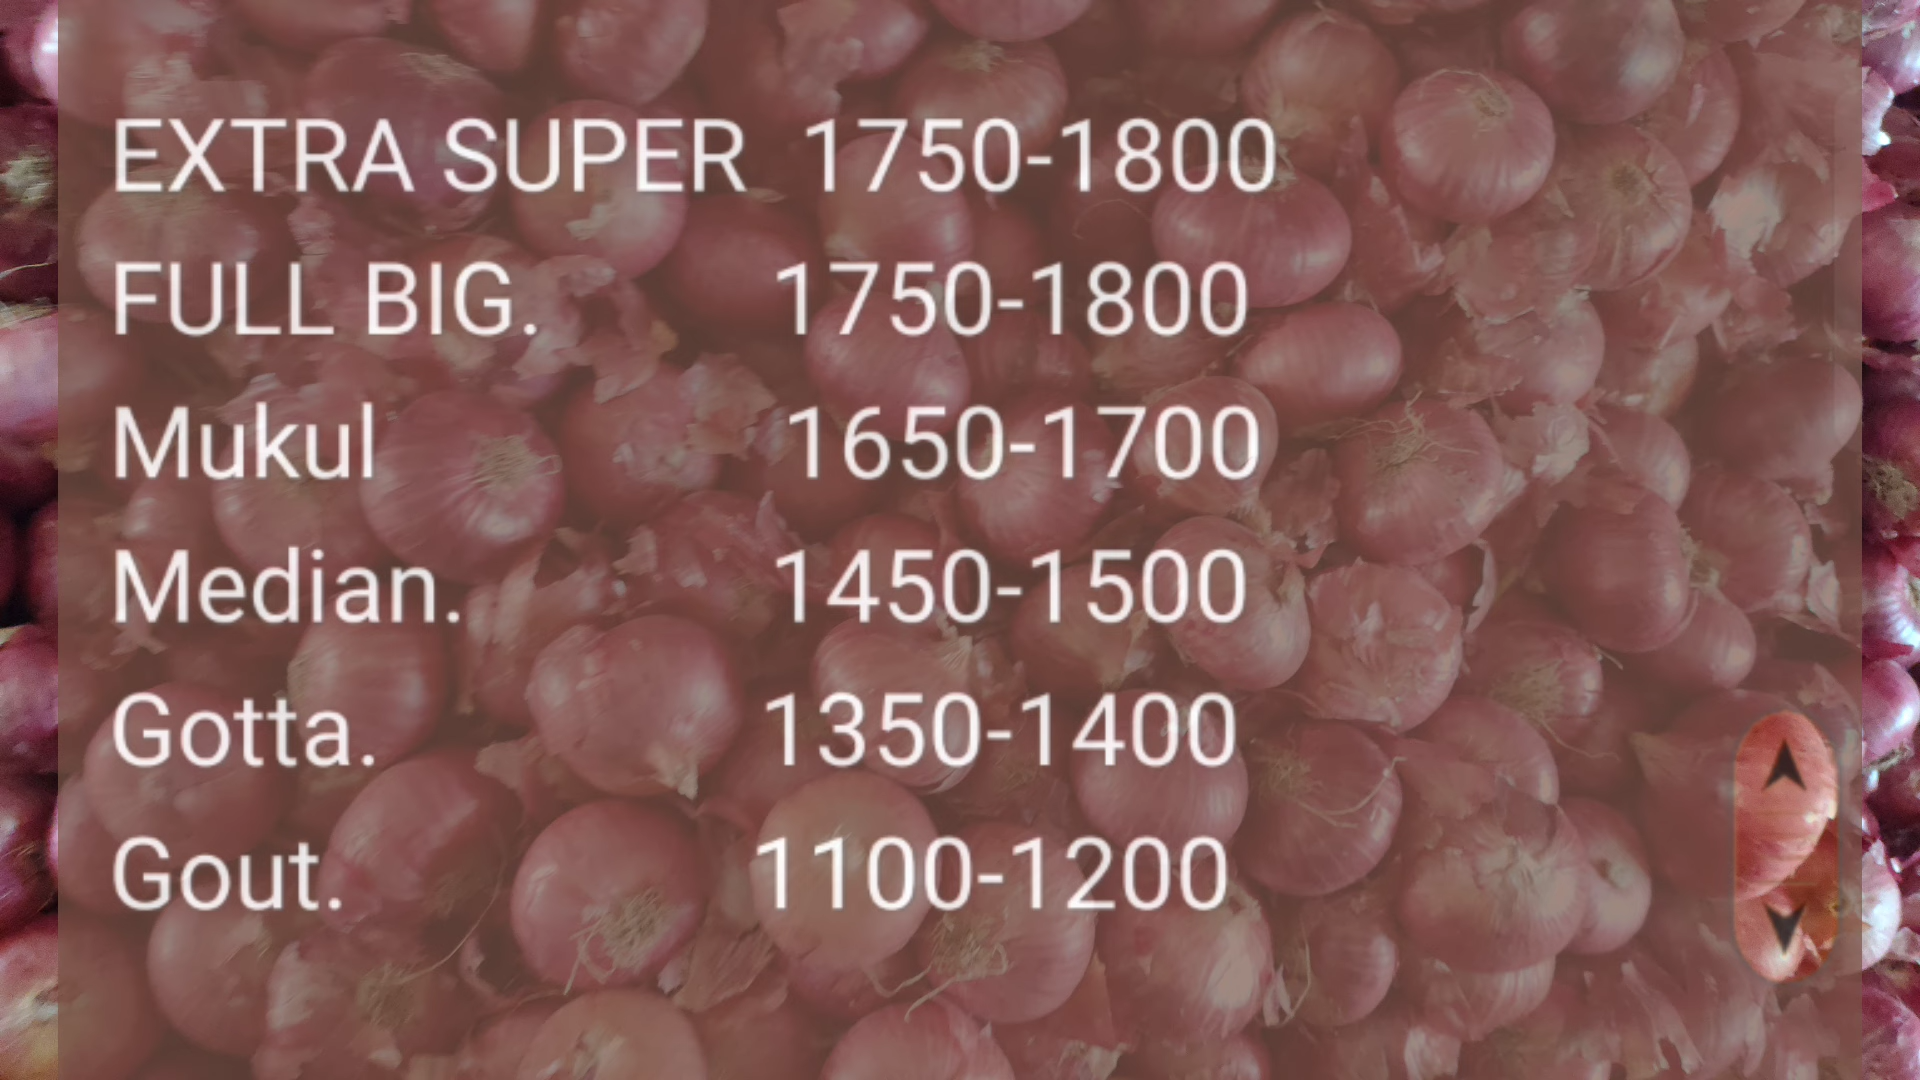 EXTRA SUPER 1750-1800
FULL BIG. 1750-1800
Mukul 1650-1700
Median. 1450-1500
Gotta. 1350-1400
Gout. 1100-1200